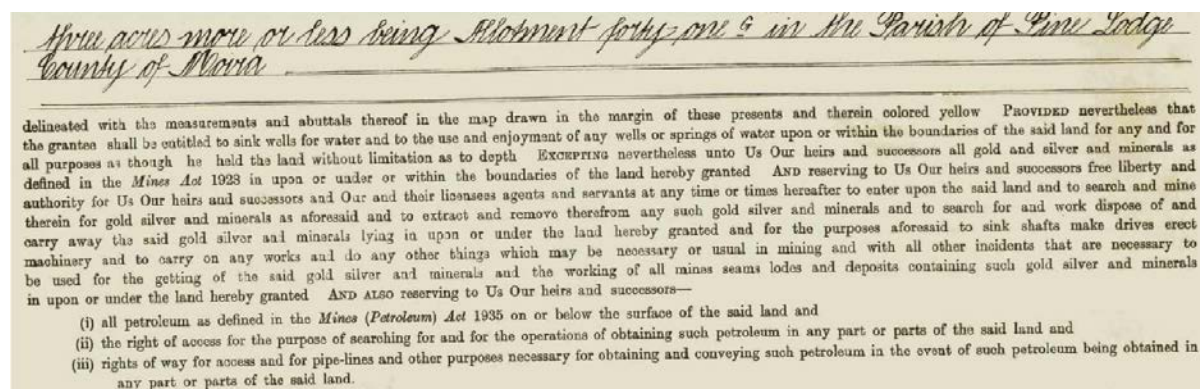 three acres more or less being Allotment forty one G in the Parish of Pine Lodge
County of Moira
delineated with the measurements and abuttals thereof in the map drawn in the margin of these presents and therein colored yellow PROVIDED nevertheless that
the grantee shall be entitled to sink wells for water and to the use and enjoyment of any wells or springs of water upon or within the boundaries of the said land for any and for
all purposes as though he held the land without limitation as to depth EXCEPTING nevertheless unto Us Our heirs and successors all gold and silver and minerals as
defined in the Mines Act 1928 in upon or under or within the boundaries of the land hereby granted AND reserving to Us Our heirs and successors free liberty and
authority for Us Our heirs and successors and Our and their licensees agents and servants at any time or times hereafter to enter upon the said land and to search and mine
therein for gold silver and minerals as aforesaid and to extract and remove therefrom any such gold silver and minerals and to search for and work dispose of and
carry away the said gold silver and minerals lying in upon or under the land hereby granted and for the purposes aforesaid to sink shafts make drives erect
machinery and to carry on any works and do any other things which may be necessary or usual in mining and with all other incidents that are necessary to
be used for the getting of the said gold silver and minerals and the working of all mines seams lodes and deposits containing such gold silver and minerals
in upon or under the land hereby granted AND ALSO reserving to Us Our heirs and successors—
(i) all petroleum as defined in the Mines (Petroleum) Act 1935 on or below the surface of the said land and
(ii) the right of access for the purpose of searching for and for the operations of obtaining such petroleum in any part or parts of the said land and
(iii) rights of way for access and for pipe-lines and other purposes necessary for obtaining and conveying such petroleum in the event of such petroleum being obtained in
any part or parts of the said land.